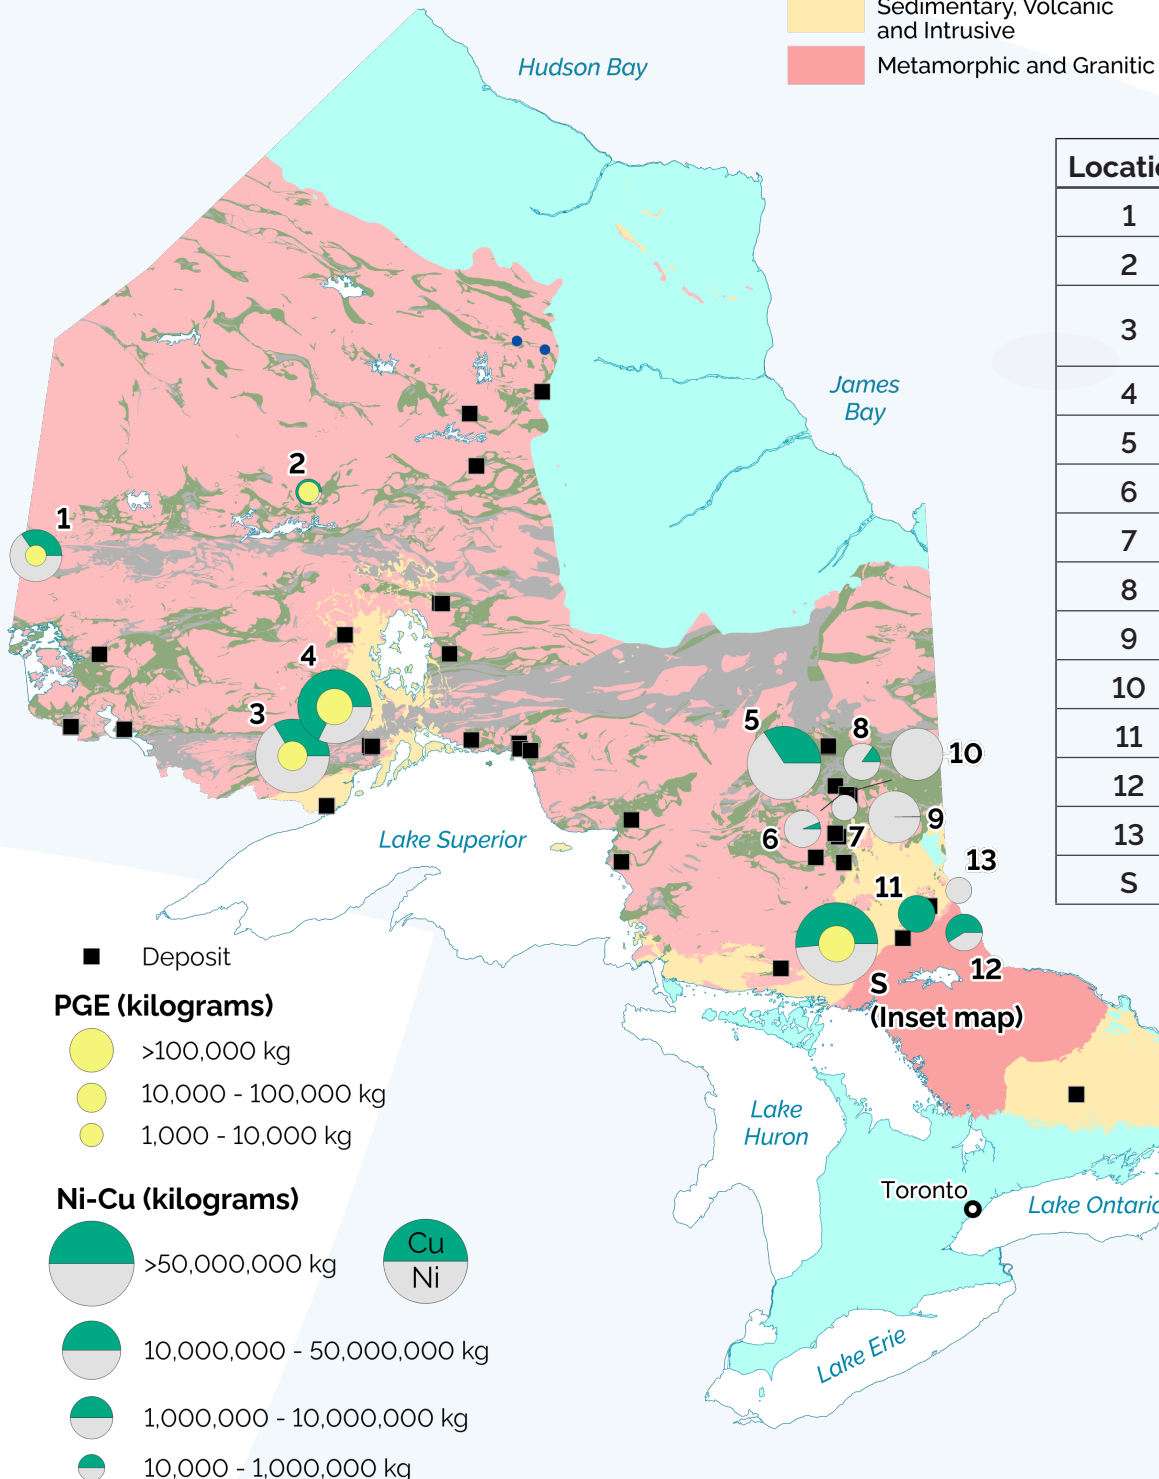 Sedimentary, Volcanic
and Intrusive
Metamorphic and Granitic
Hudson Bay
James
Bay
Locatio
1
2
3
4
5
6
7
8
9
10
11
12
13
S
2
1
4
3
5
8
10
6
7
9
13
11
12
S
(Inset map)
Lake Superior
Lake
Huron
Toronto
Lake Ontario
Lake Erie
Deposit
PGE (kilograms)
>100,000 kg
10,000 - 100,000 kg
1,000 - 10,000 kg
Ni-Cu (kilograms)
>50,000,000 kg
Cu
Ni
10,000,000 - 50,000,000 kg
1,000,000 - 10,000,000 kg
10,000 - 1,000,000 kg